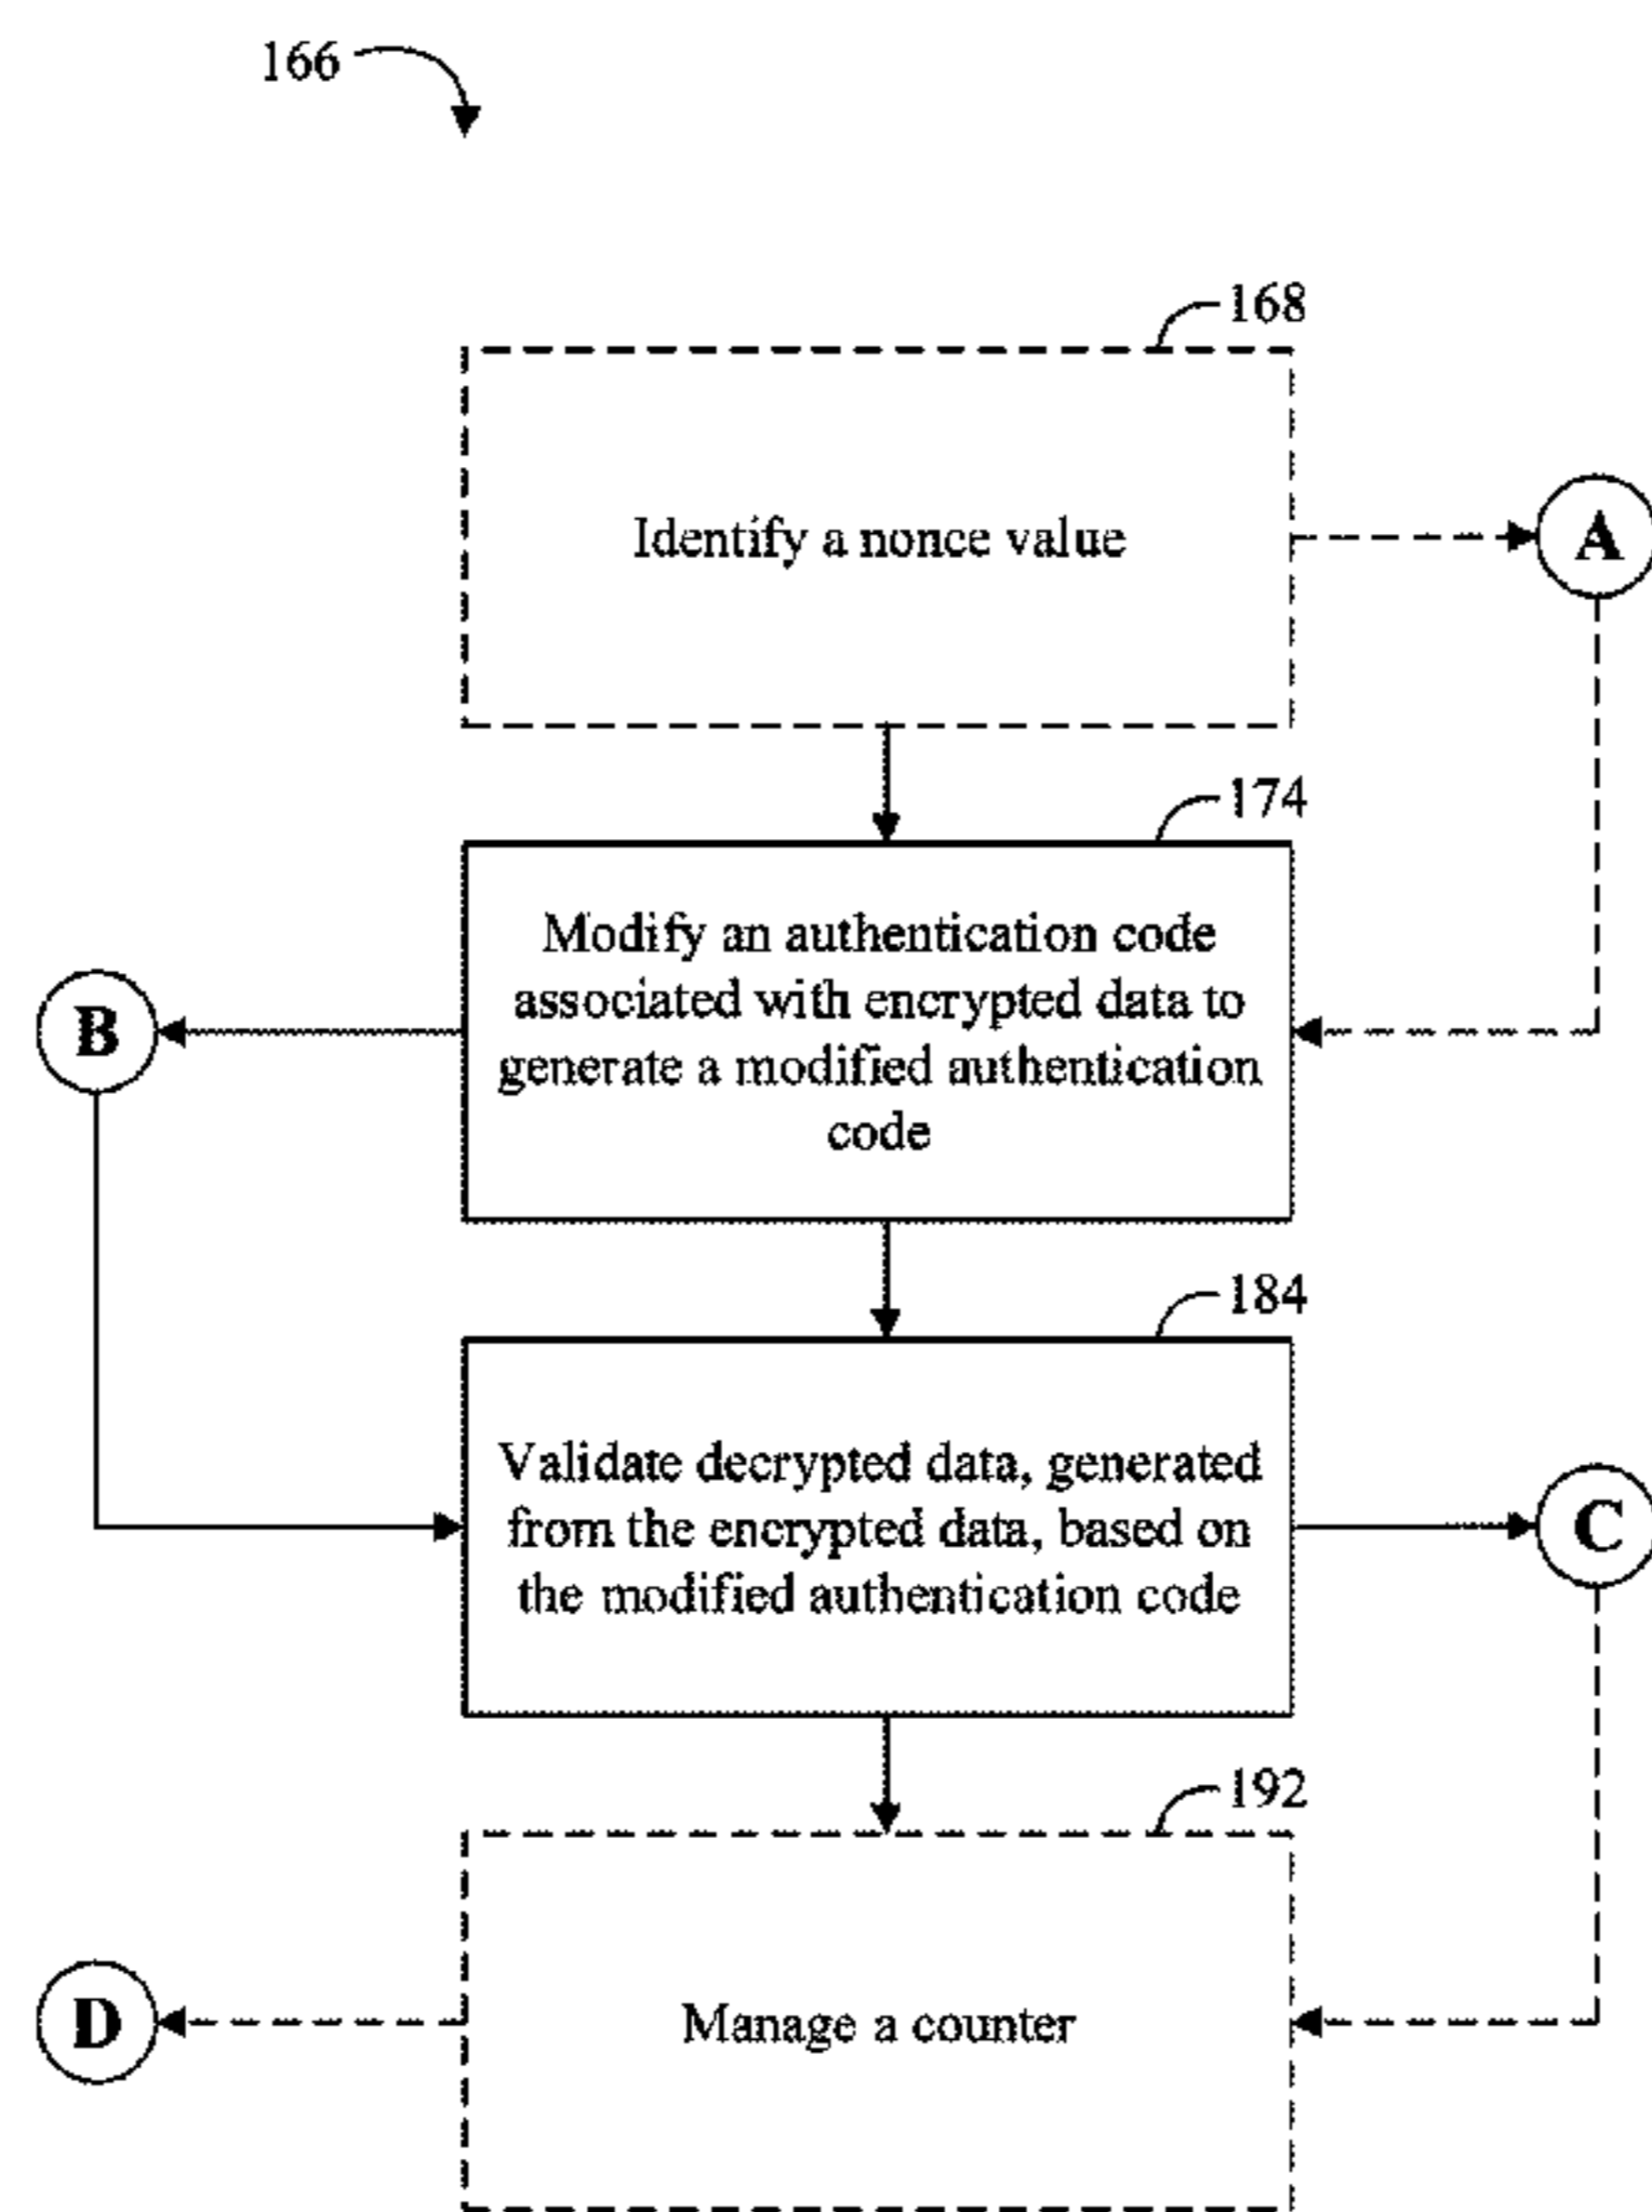 166
168
Identify a nonce value
A
174
Modify an authentication code
associated with encrypted data to
generate a modified authentication
code
B
184
Validate decrypted data, generated
from the encrypted data, based on
the modified authentication code
C
192
Manage a counter
D